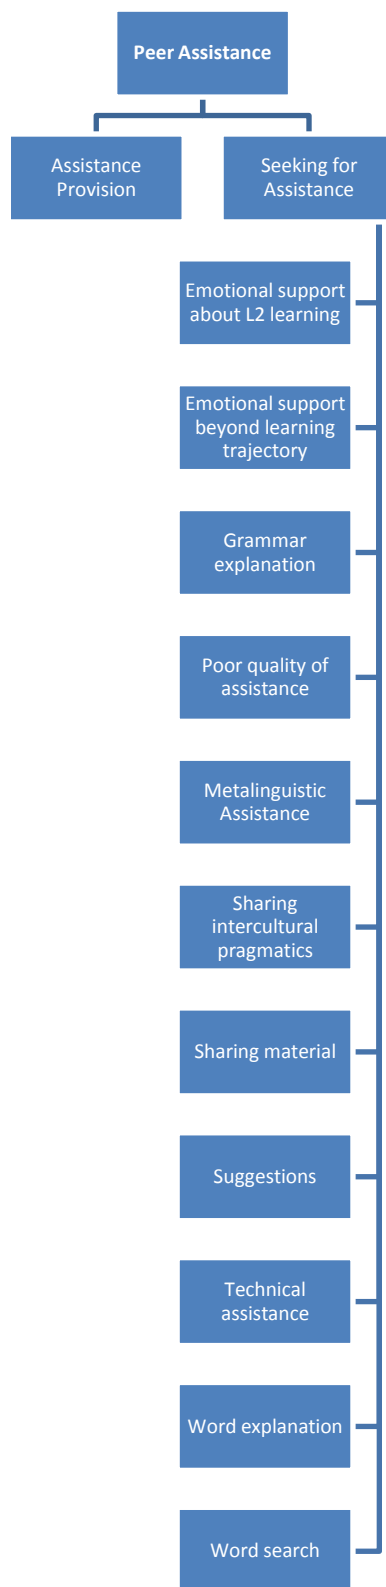 Peer Assistance
Assistance
Provision
Seeking for
Assistance
Emotional support
about L2 learning
Emotional support
beyond learning
trajectory
Grammar
explanation
Poor quality of
assistance
Metalinguistic
Assistance
Sharing
intercultural
pragmatics
Sharing material
Suggestions
Technical
assistance
Word explanation
Word search